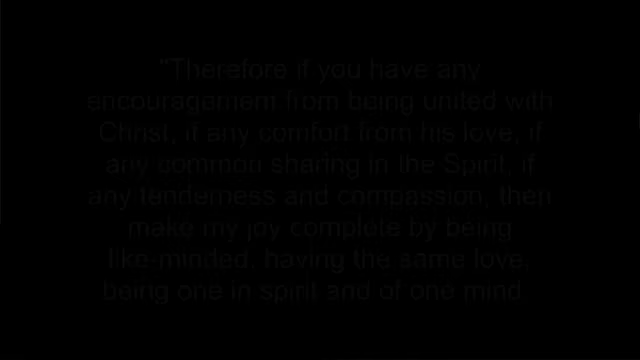 "Therefore if you have any
encouragement from being united with
Christ, if any comfort from his love, if
any common sharing in the Spirit, if
any tenderness and compassion, then
make my joy complete by being
like-minded, having the same love,
being one in spirit and of one mind.